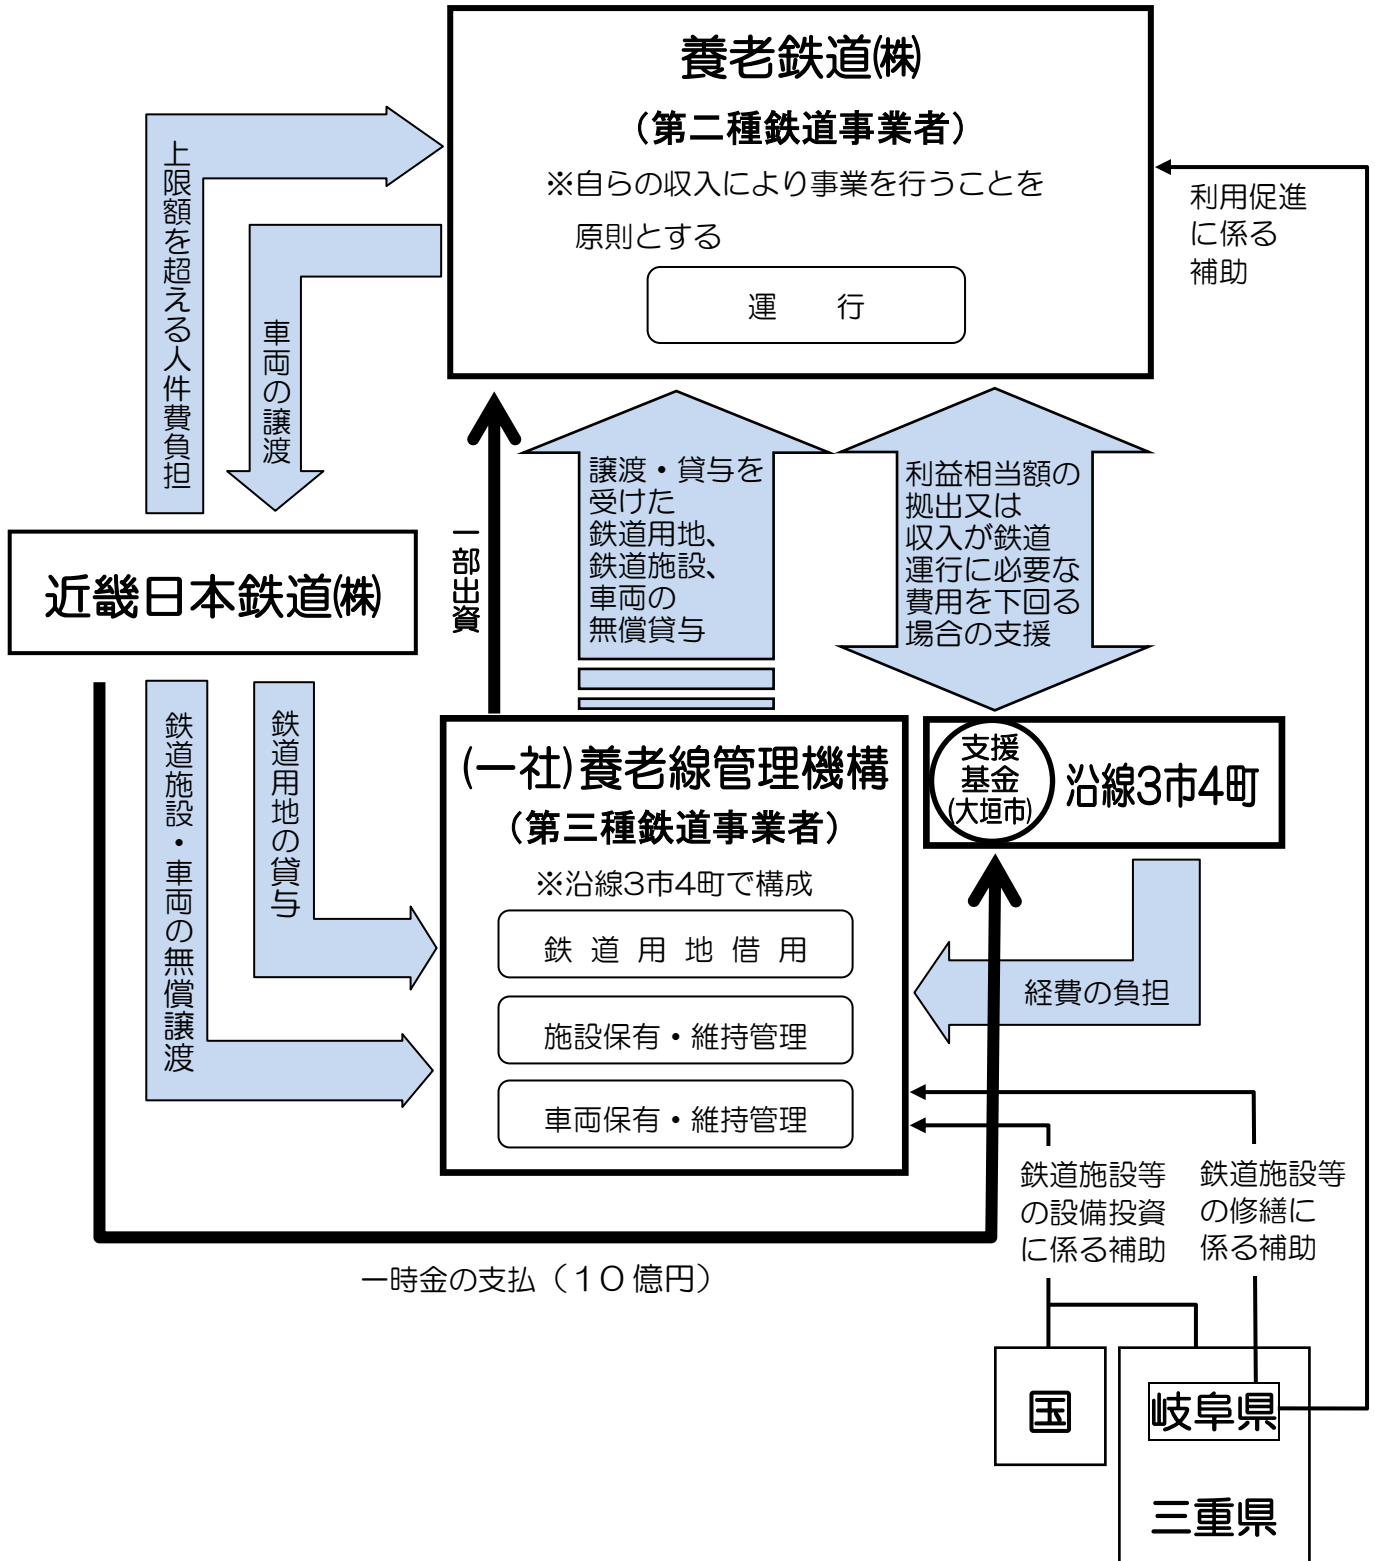 養老鉄道㈱
（第二種鉄道事業者）
※自らの収入により事業を行うことを
原則とする
運　行
上限額を超える人件費負担
車両の譲渡
利用促進
に係る
補助
一部出資
譲渡・貸与を
受けた
鉄道用地、
鉄道施設、
車両の
無償貸与
利益相当額の
拠出又は
収入が鉄道
運行に必要な
費用を下回る
場合の支援
近畿日本鉄道㈱
鉄道施設・車両の無償譲渡
鉄道用地の貸与
(一社)養老線管理機構
（第三種鉄道事業者）
※沿線3市4町で構成
鉄道用地借用
施設保有・維持管理
車両保有・維持管理
支援
基金
(大垣市)
沿線3市4町
経費の負担
鉄道施設等
の設備投資
に係る補助
鉄道施設等
の修繕に
係る補助
一時金の支払（１０億円）
国
岐阜県
三重県